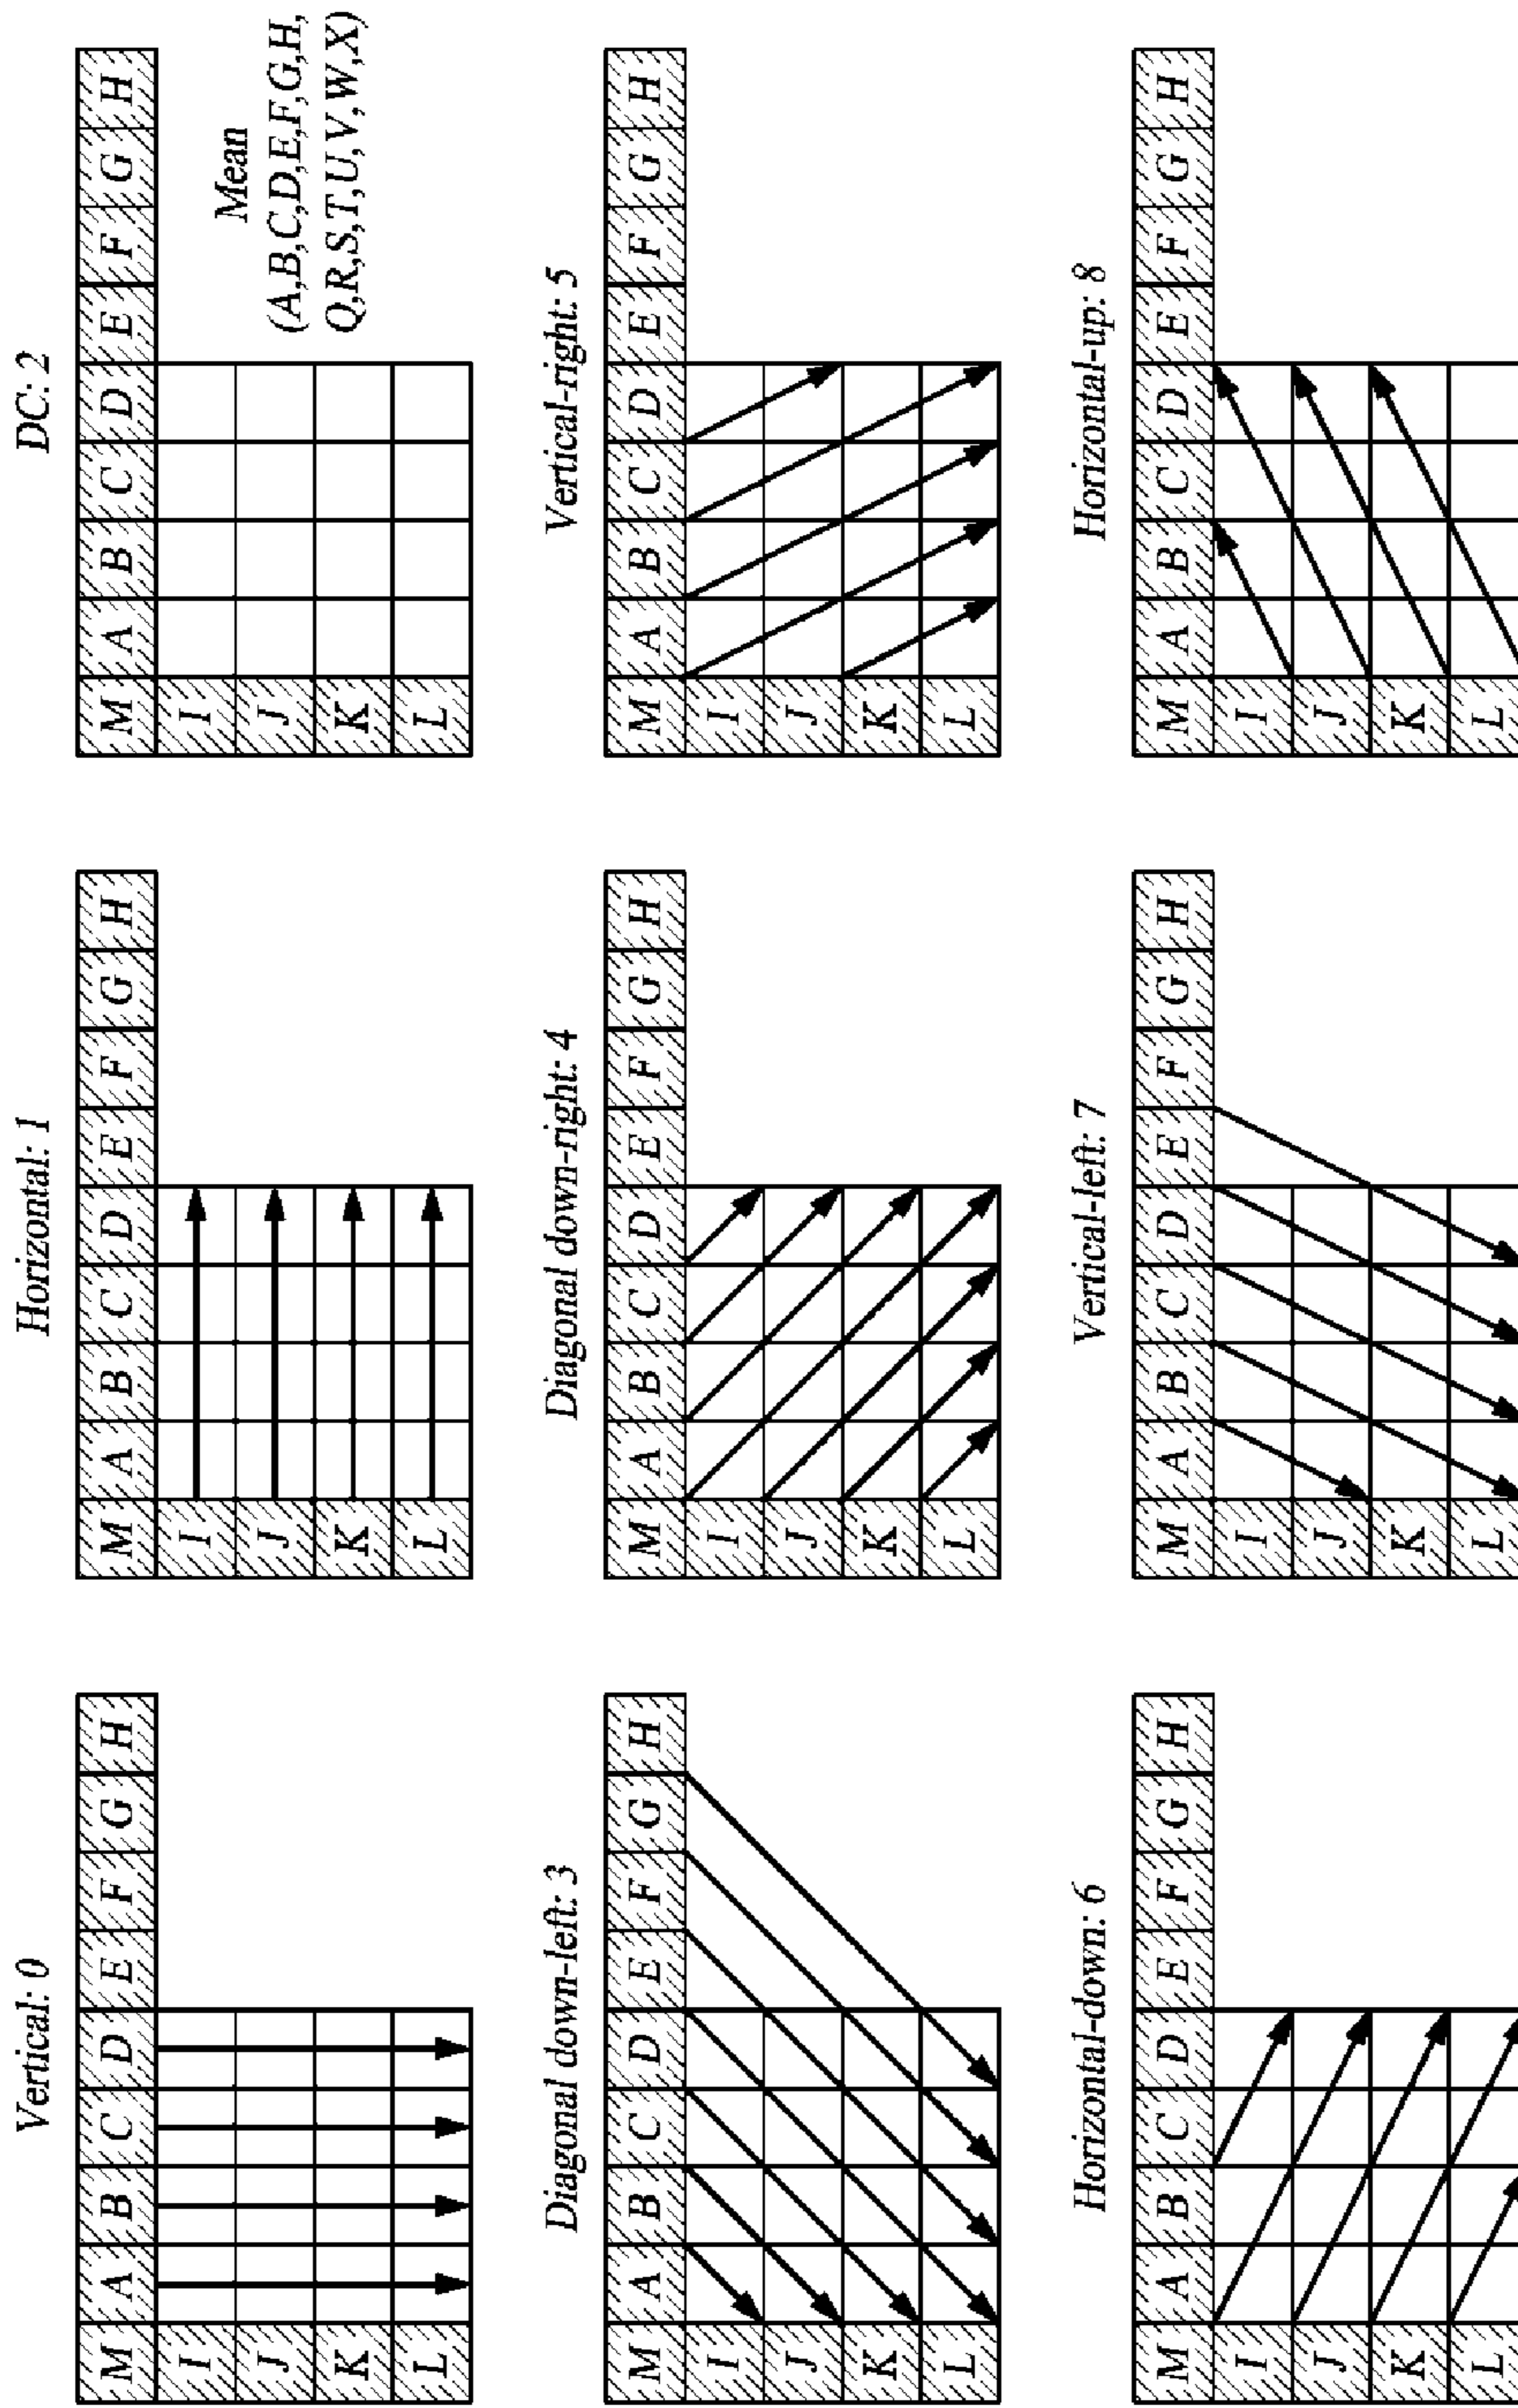 Vertical: 0
M A B C D E F G H
I
J
K
L
Horizontal: 1
M A B C D E F G H
I
J
K
L
DC: 2
M A B C D E F G H
I
J
K
L
Mean
(A,B,C,D,E,F,G,H,
Q,R,S,T,U,V,W,X)
Diagonal down-left: 3
M A B C D E F G H
I
J
K
L
Diagonal down-right: 4
M A B C D E F G H
I
J
K
L
Vertical-right: 5
M A B C D E F G H
I
J
K
L
Horizontal-down: 6
M A B C D E F G H
I
J
K
L
Vertical-left: 7
M A B C D E F G H
I
J
K
L
Horizontal-up: 8
M A B C D E F G H
I
J
K
L